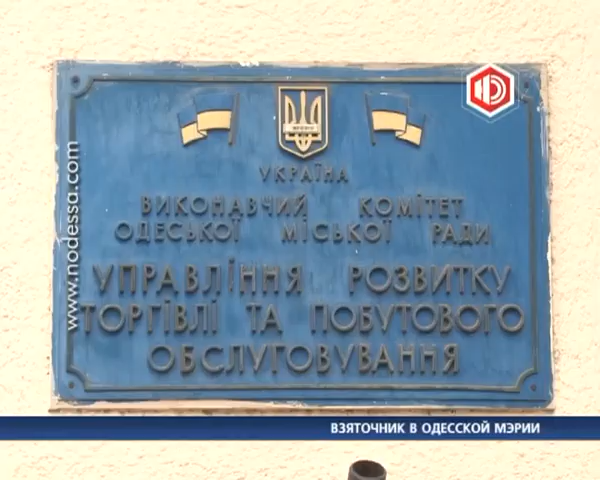 УКРАЇНА
ВИКОНАВЧИЙ КОМІТЕТ
ОДЕСЬКОЇ МІСЬКОЇ РАДИ
УПРАВЛІННЯ РОЗВИТКУ
ТОРГІВЛІ ТА ПОБУТОВОГО
ОБСЛУГОВУВАННЯ
www.nodessa.com
ВЗЯТОЧНИК В ОДЕССКОЙ МЭРИИ